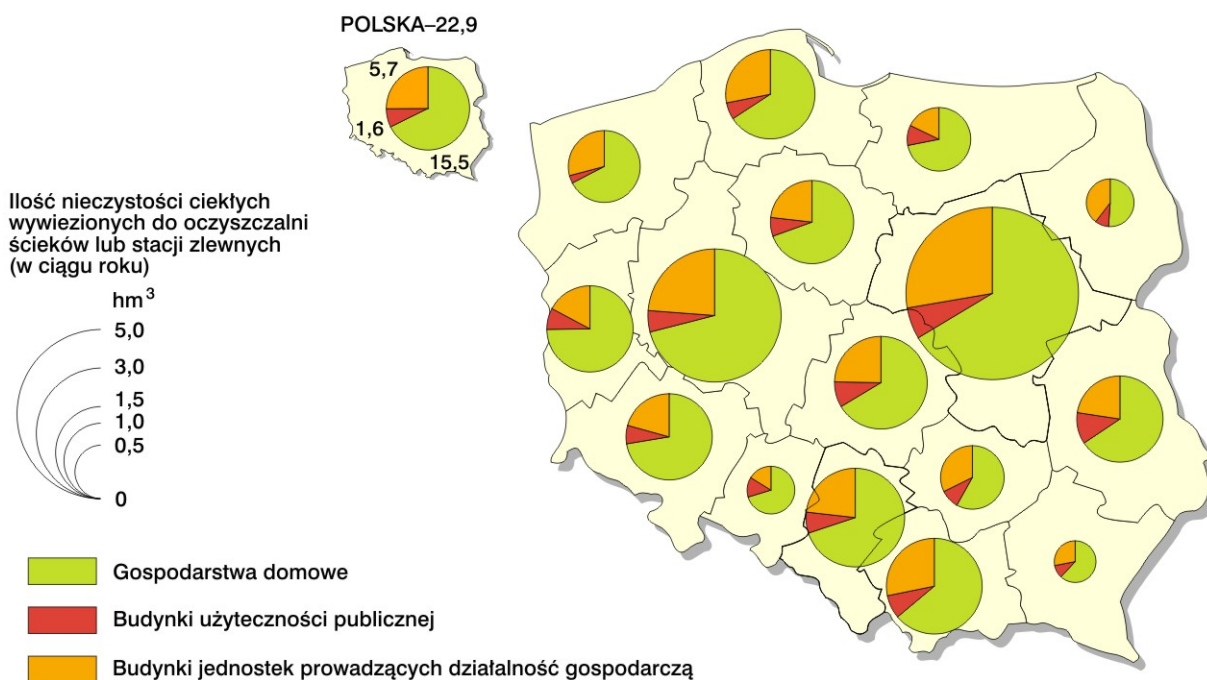 POLSKA–22,9
5,7
1,6
15,5
Ilość nieczystości ciekłych
wywiezionych do oczyszczalni
ścieków lub stacji zlewnych
(w ciągu roku)
hm³
5,0
3,0
1,5
1,0
0,5
0
Gospodarstwa domowe
Budynki użyteczności publicznej
Budynki jednostek prowadzących działalność gospodarczą